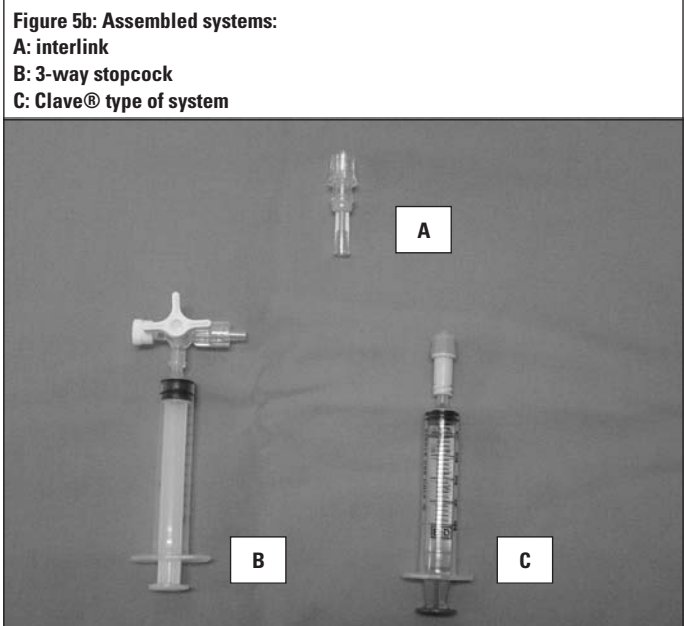 Figure 5b: Assembled systems:
A: interlink
B: 3-way stopcock
C: Clave® type of system
A
B
C